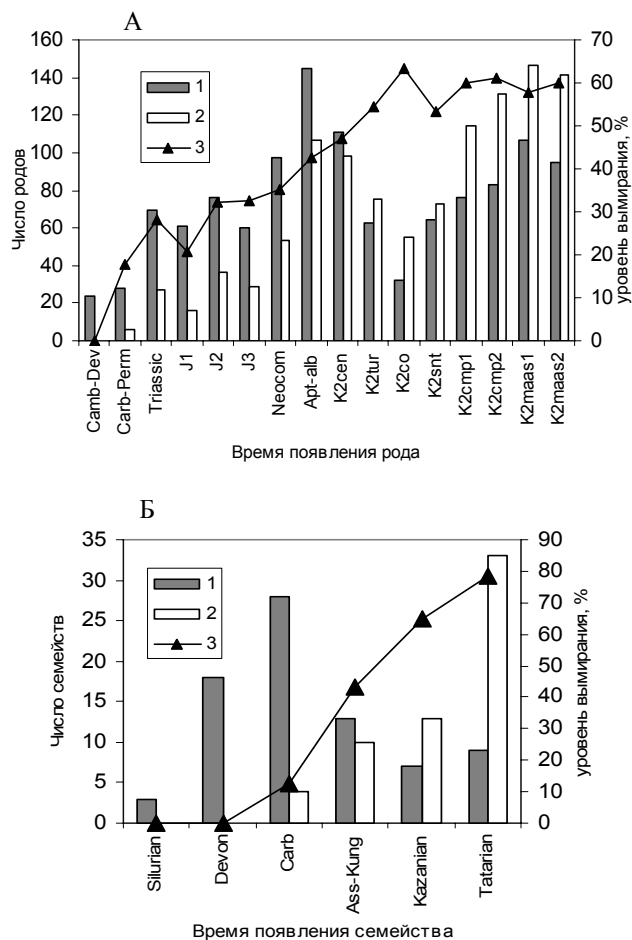 А
160
140
120
100
80
60
40
20
0
Число родов
1
2
3
70
60
50
40
30
20
10
0
уровень вымирания, %
Camb-Dev
Carb-Perm
Triassic
J1
J2
J3
Neocom
Apt-alb
K2cen
K2tur
K2co
K2snt
K2cmp1
K2cmp2
K2maas1
K2maas2
Время появления рода
Б
35
30
25
20
15
10
5
0
Число семейств
1
2
3
90
80
70
60
50
40
30
20
10
0
уровень вымирания, %
Silurian
Devon
Carb
Ass-Kung
Kazanian
Tatarian
Время появления семейства